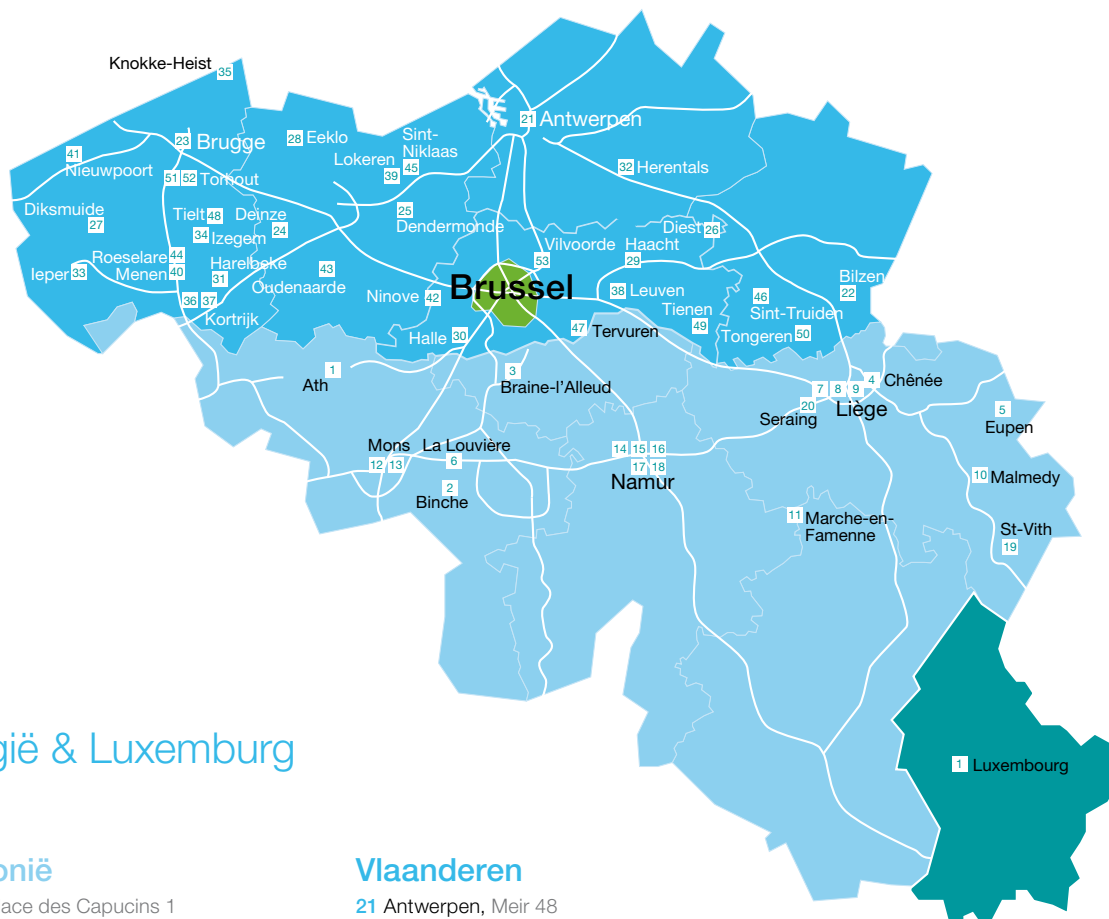 Knokke-Heist 35
21 Antwerpen
23 Brugge
28 Eeklo
Sint-
Niklaas
45
Lokeren
39
41
Nieuwpoort
32 Herentals
51 52 Torhout
Diksmuide
27
Tielt 48
Deinze
24
25
Dendermonde
34 Izegem
Diest 26
Roeselare 44
Menen 40
Ieper 33
Harelbeke
31
43
Oudenaarde
Vilvoorde
53
Haacht
29
Brussel
Ninove 42
38 Leuven
Bilzen
22
36 37
Kortrijk
Tienen
49
46
Sint-Truiden
Halle 30
47 Tervuren
Tongeren 50
1
Ath
3
Braine-l'Alleud
7 8 9
4 Chênée
Seraing
20
Liège
5
Eupen
Mons
12 13
La Louvière
6
14 15 16
17 18
Namur
2
Binche
10 Malmedy
11 Marche-en-
Famenne
St-Vith
19
gië & Luxemburg
1 Luxembourg
onië
ace des Capucins 1
Vlaanderen
21 Antwerpen, Meir 48